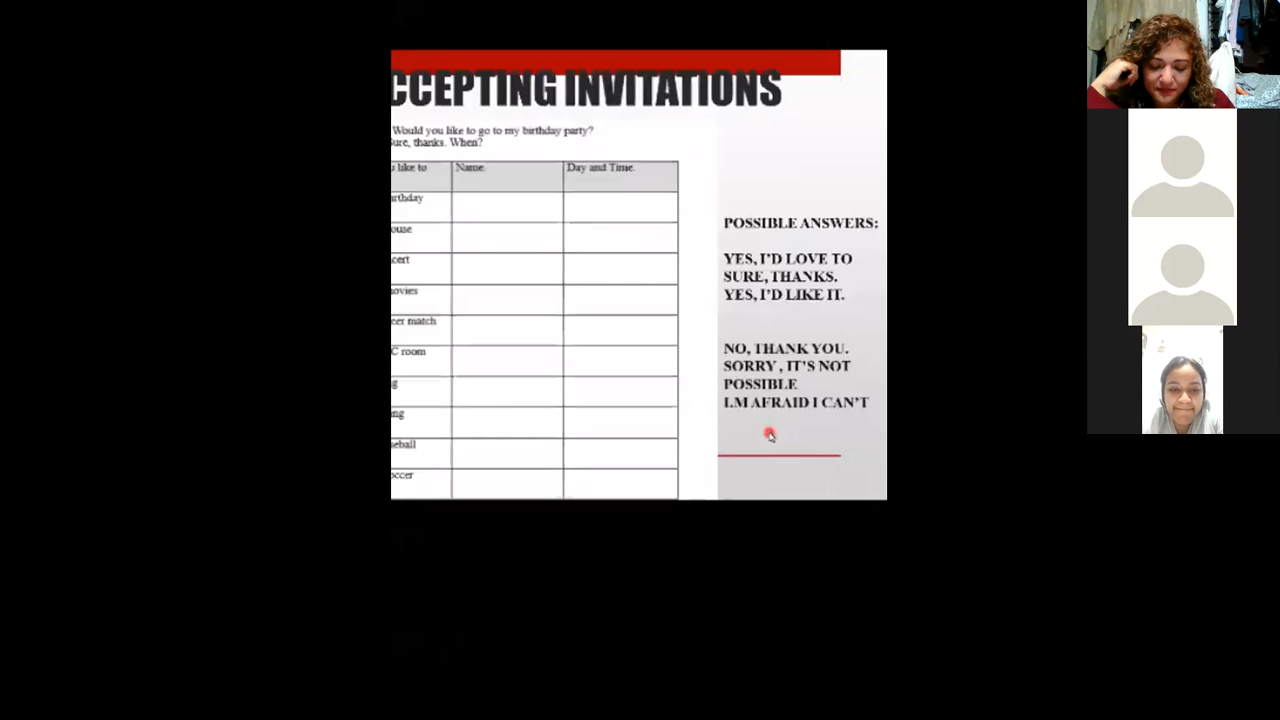 CCEPTING INVITATIONS
Would you like to go to my birthday party?
ure, thanks. When?
u like to Name. Day and Time.
irthday
ouse
cert
ovies
cer match
C room
g
ng
seball
occer
POSSIBLE ANSWERS:
YES, I'D LOVE TO
SURE, THANKS.
YES, I'D LIKE IT.
NO, THANK YOU.
SORRY , IT'S NOT
POSSIBLE
I.M AFRAID I CAN'T